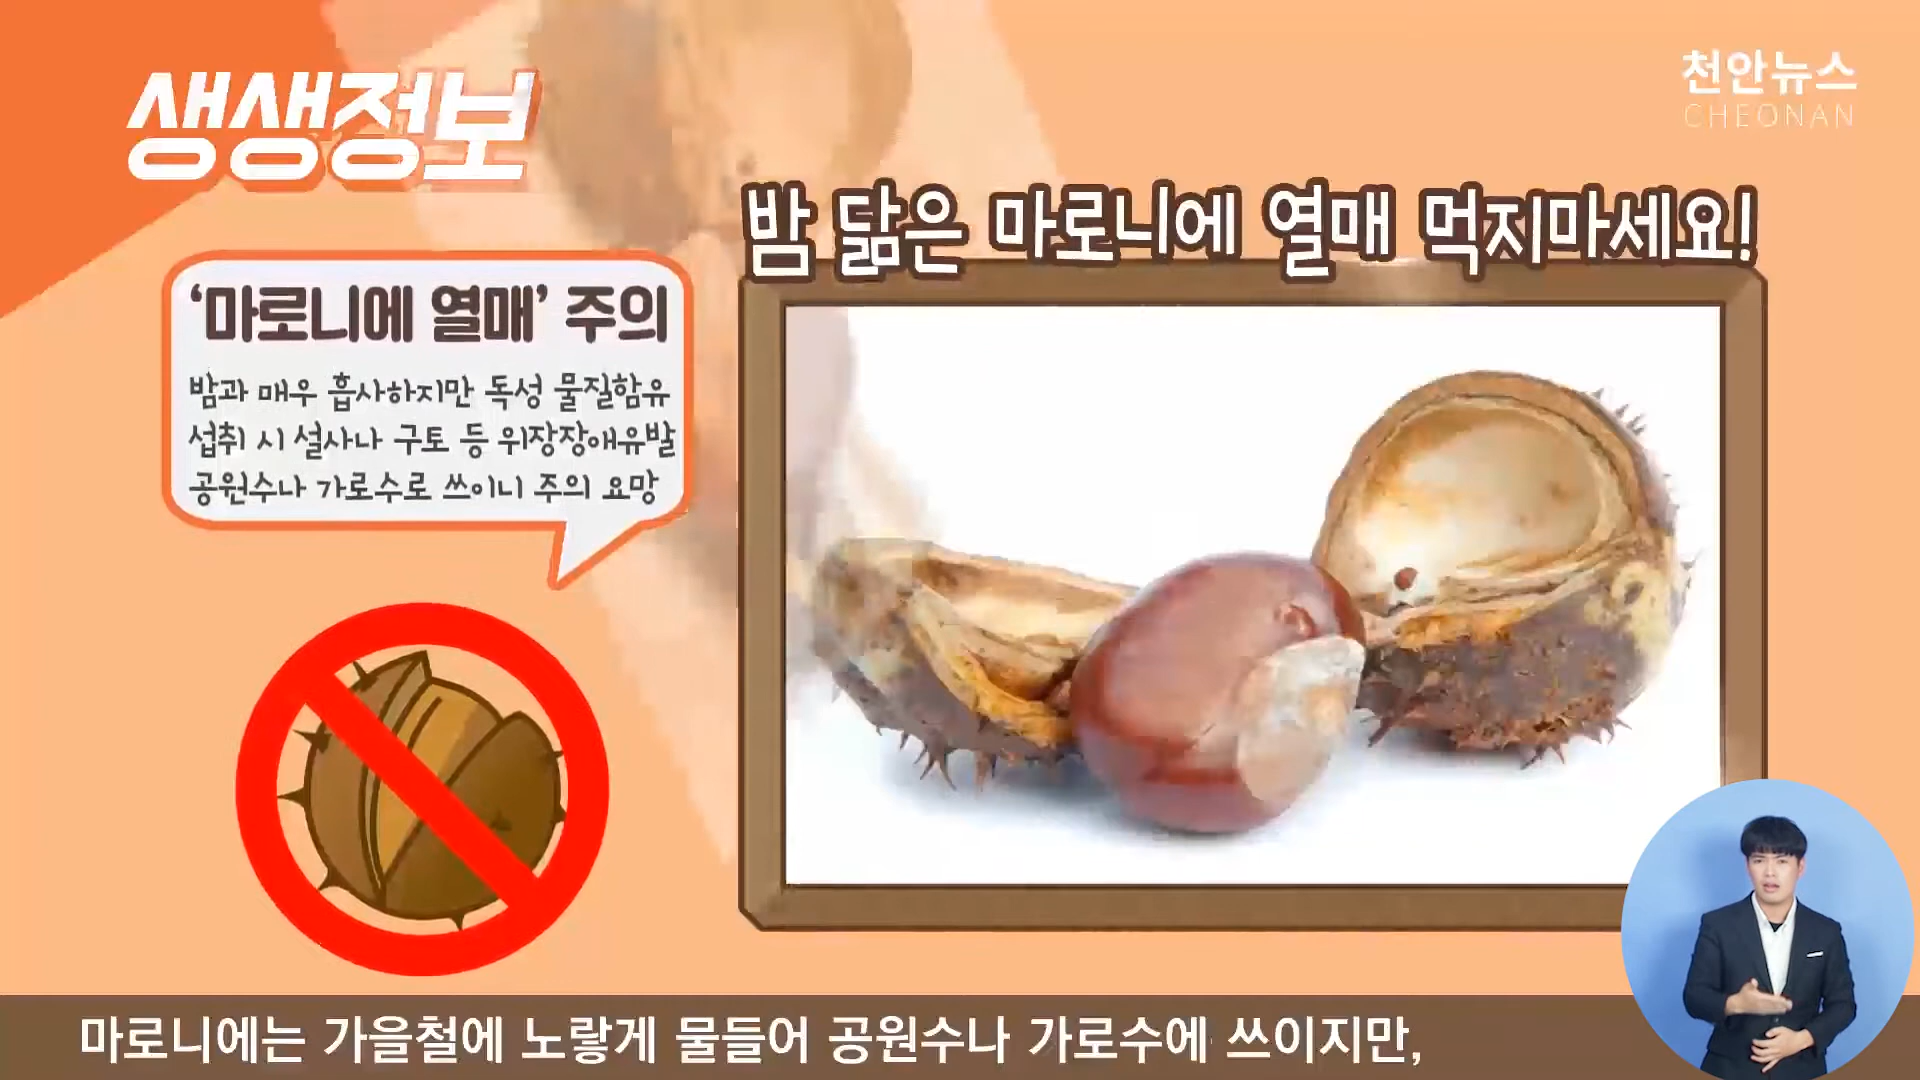 생생정보
천안뉴스
CHEONAN
밤 닮은 마로니에 열매 먹지마세요!
‘마로니에 열매’ 주의
밤과 매우 흡사하지만 독성 물질함유
섭취 시 설사나 구토 등 위장장애유발
공원수나 가로수로 쓰이니 주의 요망
마로니에는 가을철에 노랗게 물들어 공원수나 가로수에 쓰이지만,